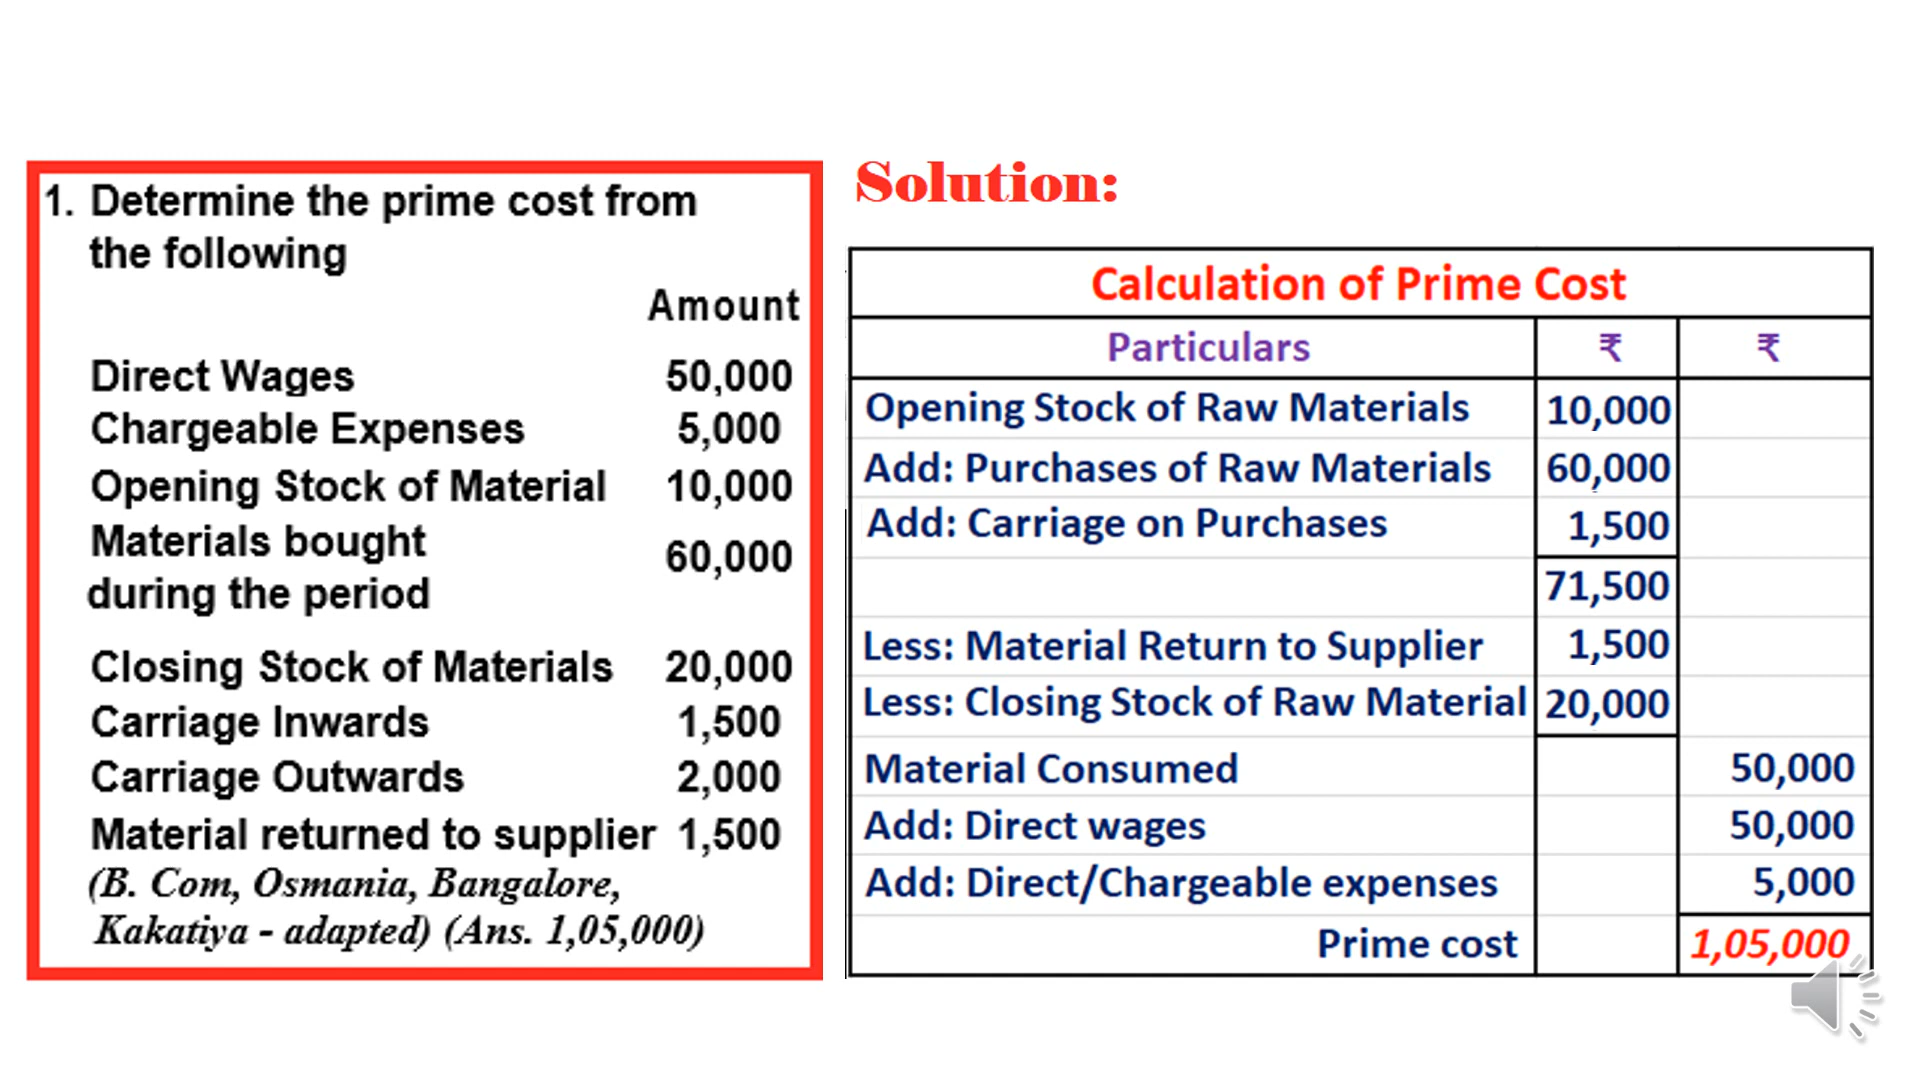 1. Determine the prime cost from
the following
Amount
Direct Wages 50,000
Chargeable Expenses 5,000
Opening Stock of Material 10,000
Materials bought
during the period 60,000
Closing Stock of Materials 20,000
Carriage Inwards 1,500
Carriage Outwards 2,000
Material returned to supplier 1,500
(B. Com, Osmania, Bangalore,
Kakatiya - adapted) (Ans. 1,05,000)
Solution:
Calculation of Prime Cost
Particulars ₹ ₹
Opening Stock of Raw Materials 10,000
Add: Purchases of Raw Materials 60,000
Add: Carriage on Purchases 1,500
71,500
Less: Material Return to Supplier 1,500
Less: Closing Stock of Raw Material 20,000
Material Consumed 50,000
Add: Direct wages 50,000
Add: Direct/Chargeable expenses 5,000
Prime cost 1,05,000